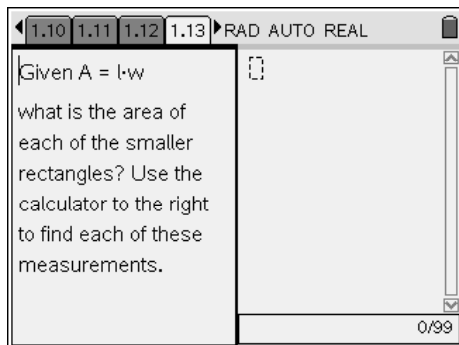 1.10 1.11 1.12 1.13 RAD AUTO REAL
Given A = l·w
what is the area of
each of the smaller
rectangles? Use the
calculator to the right
to find each of these
measurements.
0/99